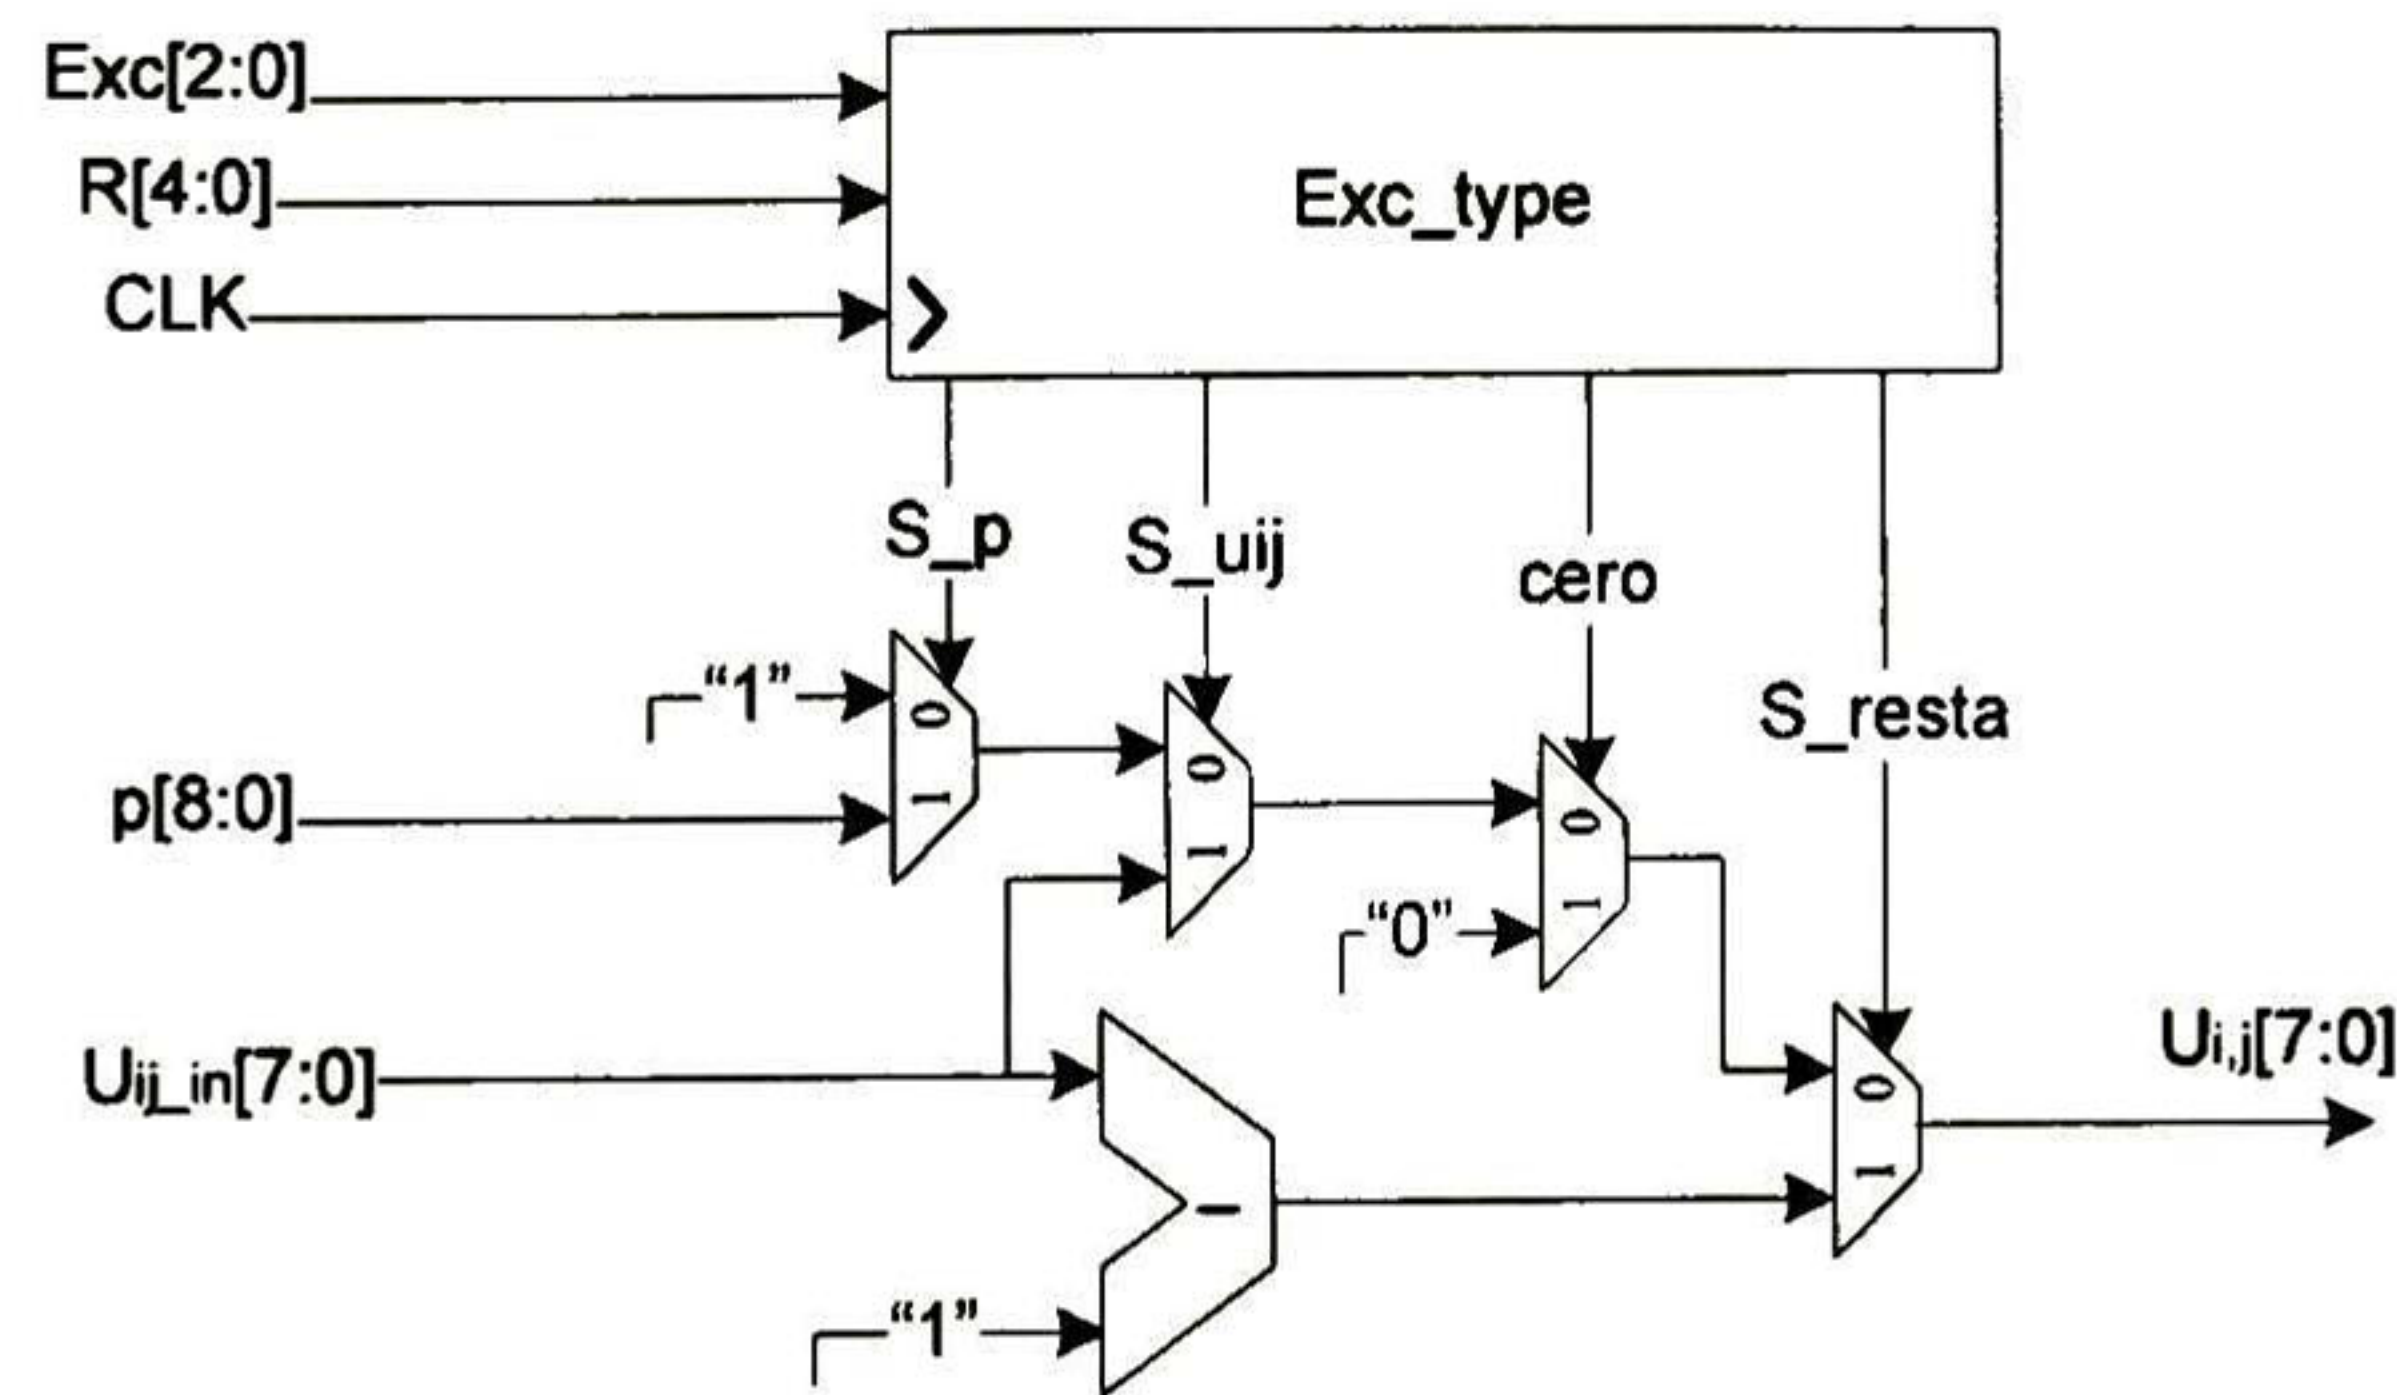 Exc[2:0]
R[4:0]
CLK
Exc_type
S_p
S_uij
cero
S_resta
“1”
0
1
p[8:0]
0
1
0
1
“0”
Uij_in[7:0]
–
“1”
0
1
Ui,j[7:0]